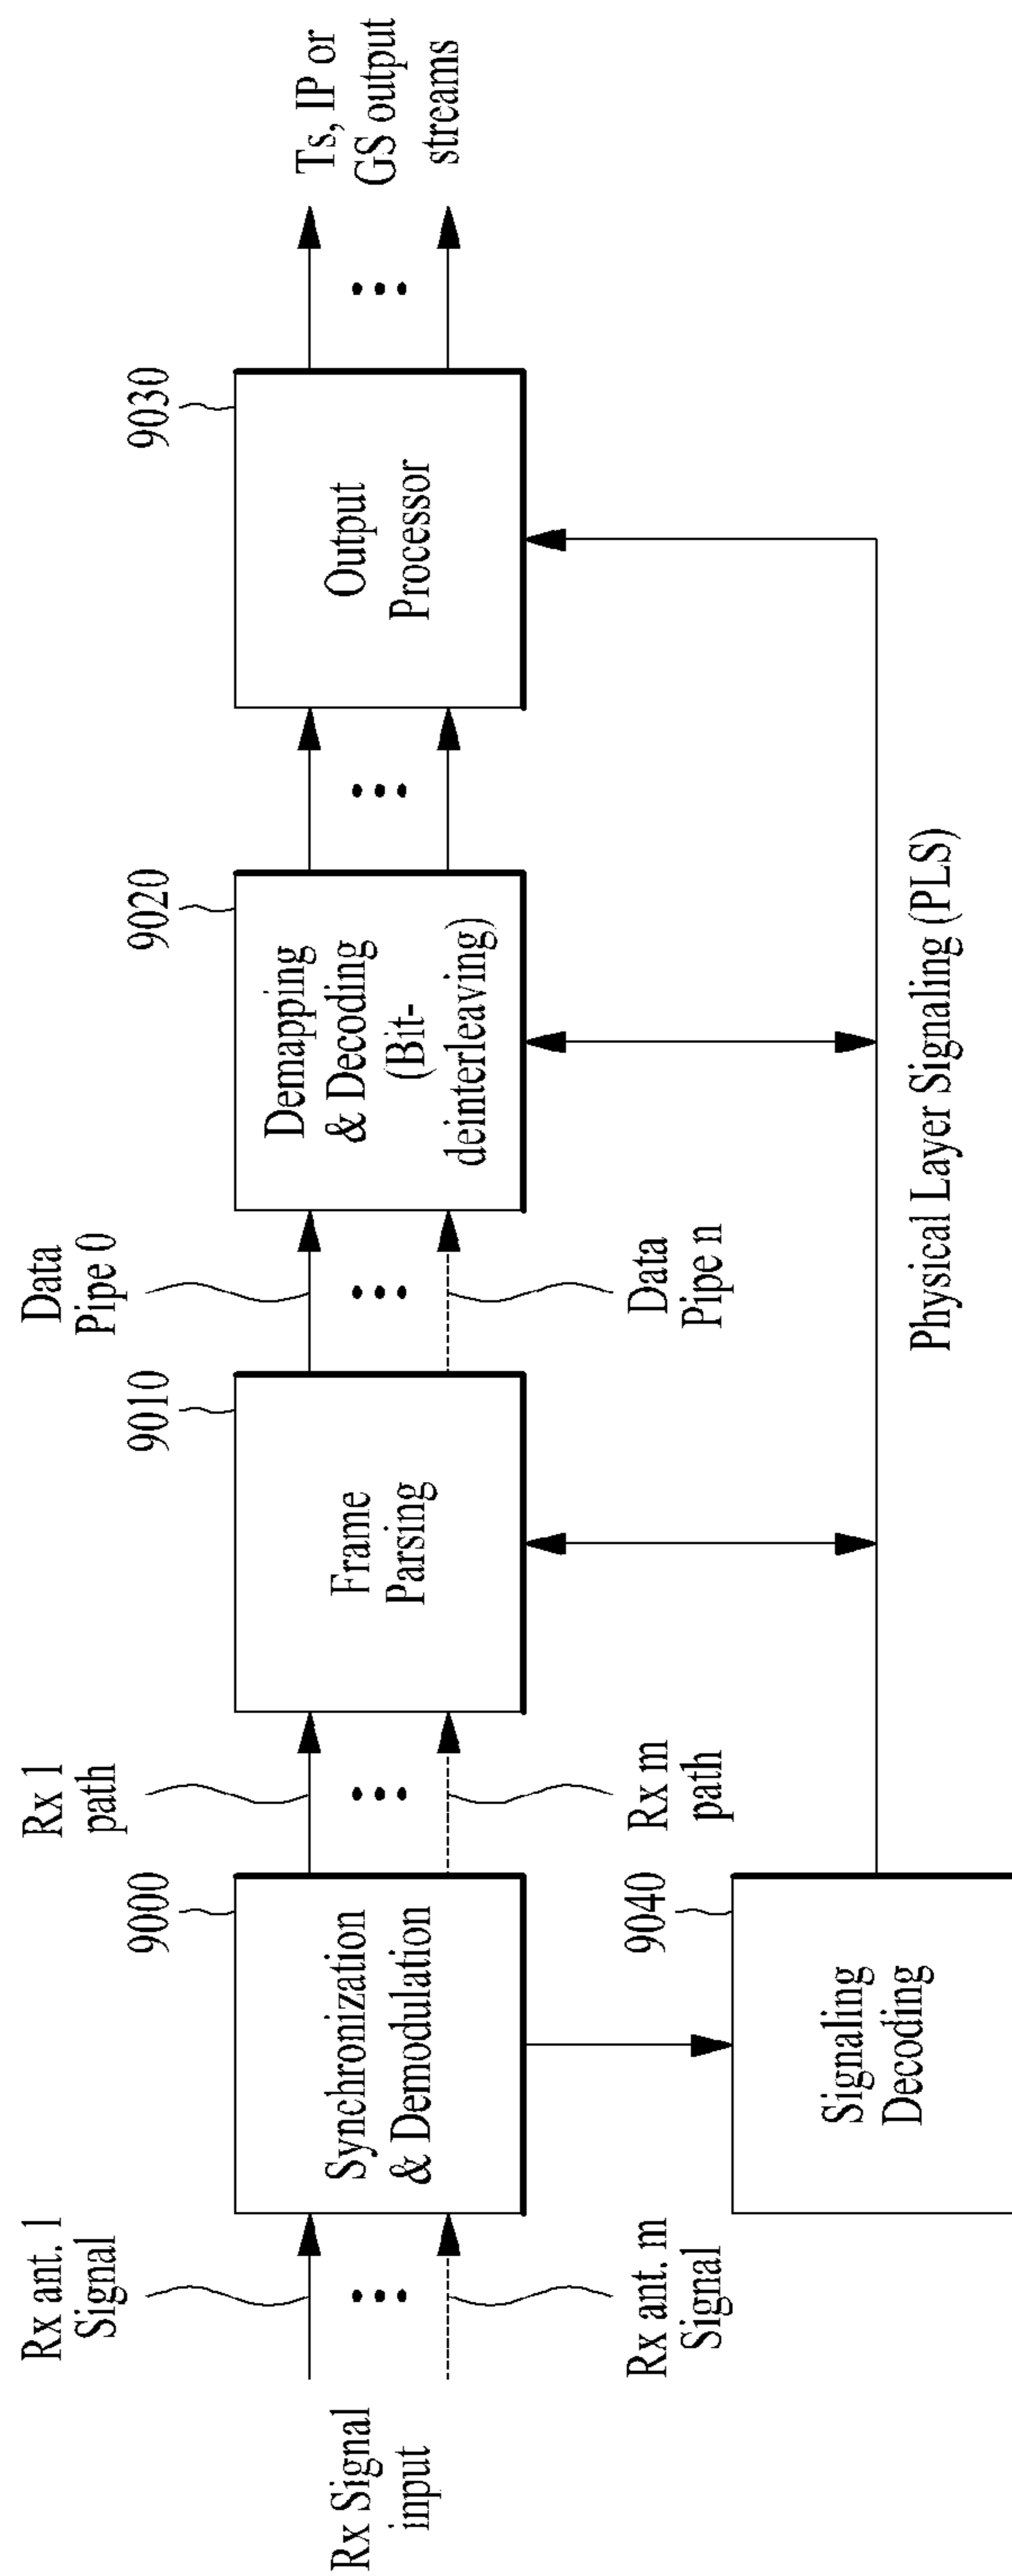 Rx Signal
input
Rx ant. 1
Signal
Rx ant. m
Signal
9000
Synchronization
& Demodulation
Rx 1
path
Rx m
path
9010
Frame
Parsing
Data
Pipe 0
Data
Pipe n
9020
Demapping
& Decoding
(Bit-
deinterleaving)
9030
Output
Processor
Ts, IP or
GS output
streams
9040
Signaling
Decoding
Physical Layer Signaling (PLS)